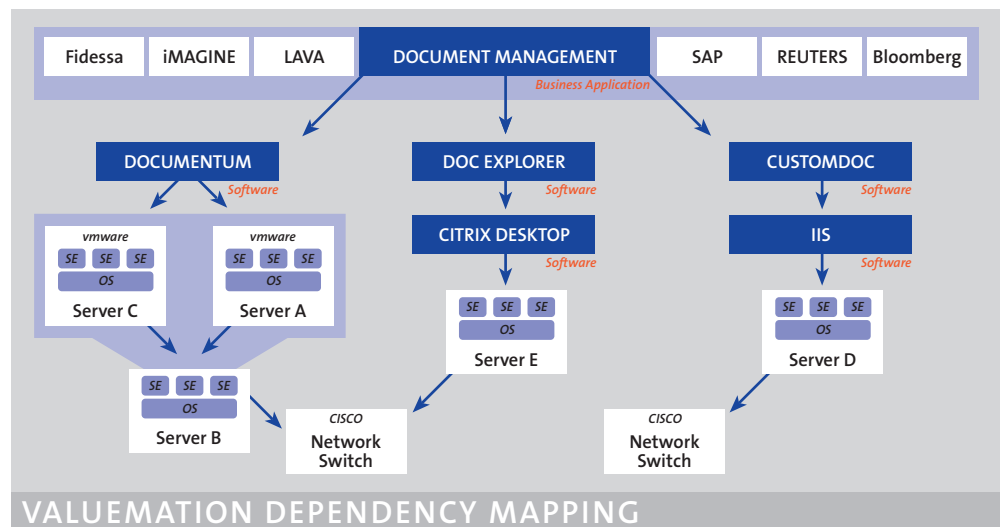 Fidessa
iMAGINE
LAVA
DOCUMENT MANAGEMENT
SAP
REUTERS
Bloomberg
Business Application
DOCUMENTUM
Software
DOC EXPLORER
Software
CUSTOMDOC
Software
vmware
SE SE SE
OS
Server C
vmware
SE SE SE
OS
Server A
CITRIX DESKTOP
Software
IIS
Software
SE SE SE
OS
Server E
SE SE SE
OS
Server D
SE SE SE
OS
Server B
CISCO
Network
Switch
CISCO
Network
Switch
VALUEMATION DEPENDENCY MAPPING